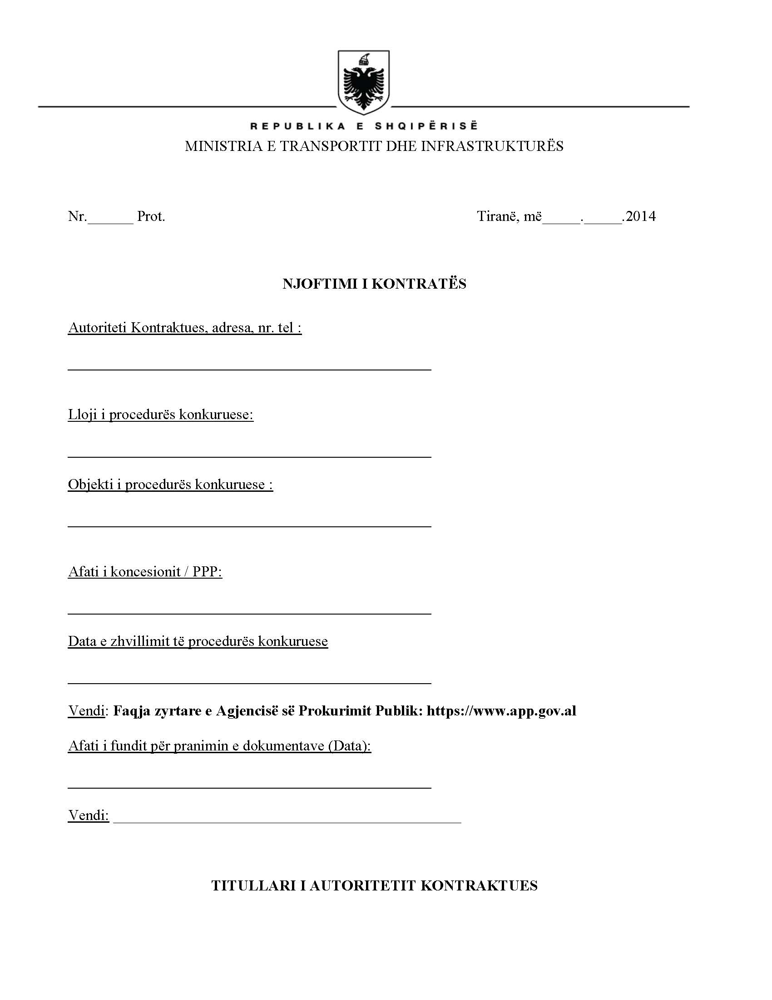 REPUBLIKA E SHQIPËRISË
MINISTRIA E TRANSPORTIT DHE INFRASTRUKTURËS
Nr.______ Prot. Tiranë, më_____._____.2014
NJOFTIMI I KONTRATËS
Autoriteti Kontraktues, adresa, nr. tel :
Lloji i procedurës konkuruese:
Objekti i procedurës konkuruese :
Afati i koncesionit / PPP:
Data e zhvillimit të procedurës konkuruese
Vendi: Faqja zyrtare e Agjencisë së Prokurimit Publik: https://www.app.gov.al
Afati i fundit për pranimin e dokumentave (Data):
Vendi: ______________________________________________
TITULLARI I AUTORITETIT KONTRAKTUES